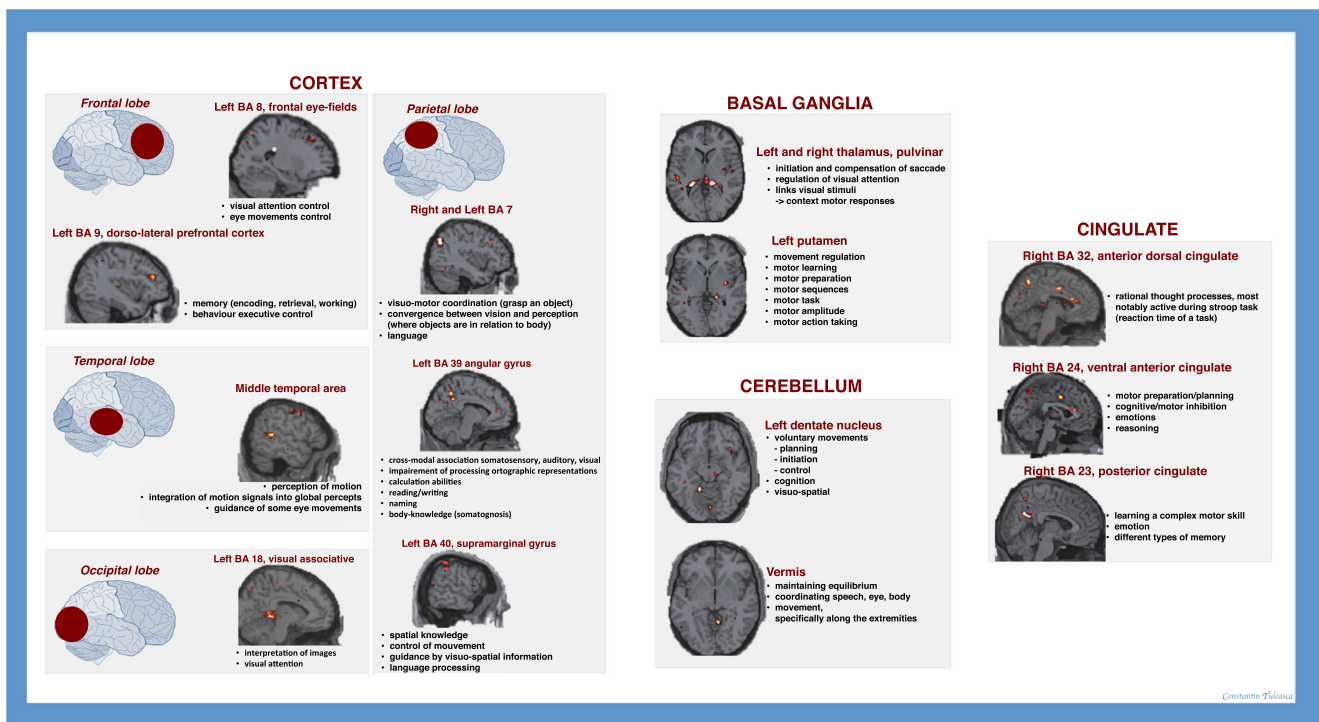 CORTEX
Frontal lobe
Left BA 8, frontal eye-fields
• visual attention control
• eye movements control
Left BA 9, dorso-lateral prefrontal cortex
• memory (encoding, retrieval, working)
• behaviour executive control
Temporal lobe
Middle temporal area
• perception of motion
• integration of motion signals into global percepts
• guidance of some eye movements
Occipital lobe
Left BA 18, visual associative
• interpretation of images
• visual attention
Parietal lobe
Right and Left BA 7
• visuo-motor coordination (grasp an object)
• convergence between vision and perception
(where objects are in relation to body)
• language
Left BA 39 angular gyrus
• cross-modal association somatosensory, auditory, visual
• impairement of processing ortographic representations
• calculation abilities
• reading/writing
• naming
• body-knowledge (somatognosis)
Left BA 40, supramarginal gyrus
• spatial knowledge
• control of mouvement
• guidance by visuo-spatial information
• language processing
BASAL GANGLIA
Left and right thalamus, pulvinar
• initiation and compensation of saccade
• regulation of visual attention
• links visual stimuli
-> context motor responses
Left putamen
• movement regulation
• motor learning
• motor preparation
• motor sequences
• motor task
• motor amplitude
• motor action taking
CEREBELLUM
Left dentate nucleus
• voluntary movements
- planning
- initiation
- control
• cognition
• visuo-spatial
Vermis
• maintaining equilibrium
• coordinating speech, eye, body
• movement,
specifically along the extremities
CINGULATE
Right BA 32, anterior dorsal cingulate
• rational thought processes, most
notably active during stroop task
(reaction time of a task)
Right BA 24, ventral anterior cingulate
• motor preparation/planning
• cognitive/motor inhibition
• emotions
• reasoning
Right BA 23, posterior cingulate
• learning a complex motor skill
• emotion
• different types of memory
Constantin Tuleasca